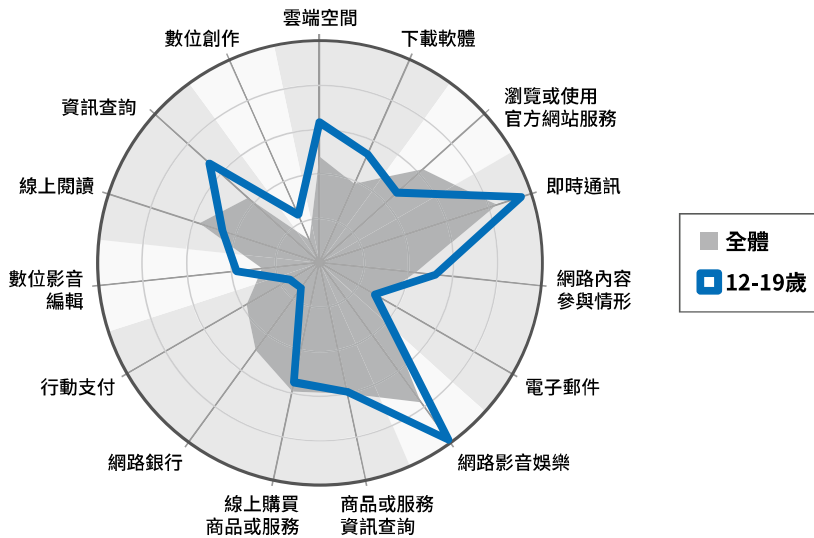 雲端空間
下載軟體
瀏覽或使用
官方網站服務
即時通訊
網路內容
參與情形
電子郵件
網路影音娛樂
商品或服務
資訊查詢
線上購買
商品或服務
網路銀行
行動支付
數位影音
編輯
線上閱讀
資訊查詢
數位創作
全體
12-19歲